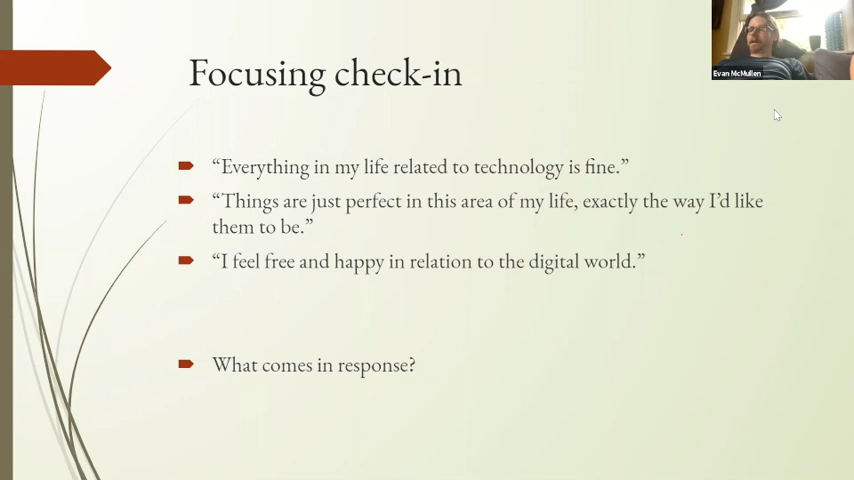 Focusing check-in
“Everything in my life related to technology is fine.”
“Things are just perfect in this area of my life, exactly the way I’d like
them to be.”
“I feel free and happy in relation to the digital world.”
What comes in response?
Evan McMullen